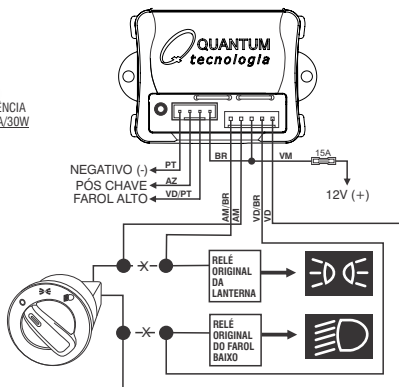 QUANTUM
tecnologia
ÊNCIA
A/30W
NEGATIVO (-)
PT
PÓS CHAVE
AZ
FAROL ALTO
VD/PT
BR
VM
15A
12V (+)
AM/BR
AM
VD/BR
VD
X
RELÉ
ORIGINAL
DA
LANTERNA
X
RELÉ
ORIGINAL
DO FAROL
BAIXO